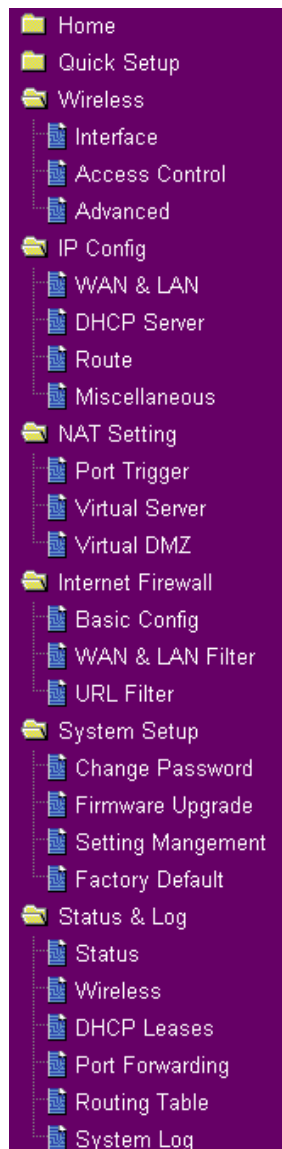 Home
Quick Setup
Wireless
Interface
Access Control
Advanced
IP Config
WAN & LAN
DHCP Server
Route
Miscellaneous
NAT Setting
Port Trigger
Virtual Server
Virtual DMZ
Internet Firewall
Basic Config
WAN & LAN Filter
URL Filter
System Setup
Change Password
Firmware Upgrade
Setting Mangement
Factory Default
Status & Log
Status
Wireless
DHCP Leases
Port Forwarding
Routing Table
System Log